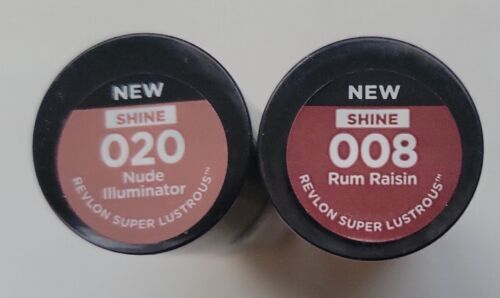 NEW
SHINE
020
Nude
Illuminator
REVLON SUPER LUSTROUS™
NEW
SHINE
008
Rum Raisin
REVLON SUPER LUSTROUS™